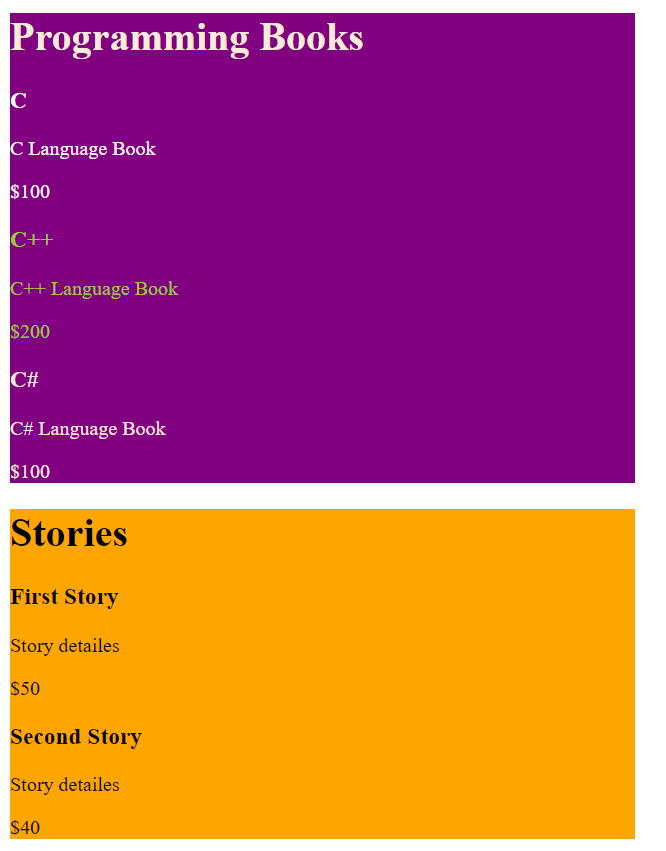 Programming Books
C
C Language Book
$100
C++
C++ Language Book
$200
C#
C# Language Book
$100
Stories
First Story
Story detailes
$50
Second Story
Story detailes
$40